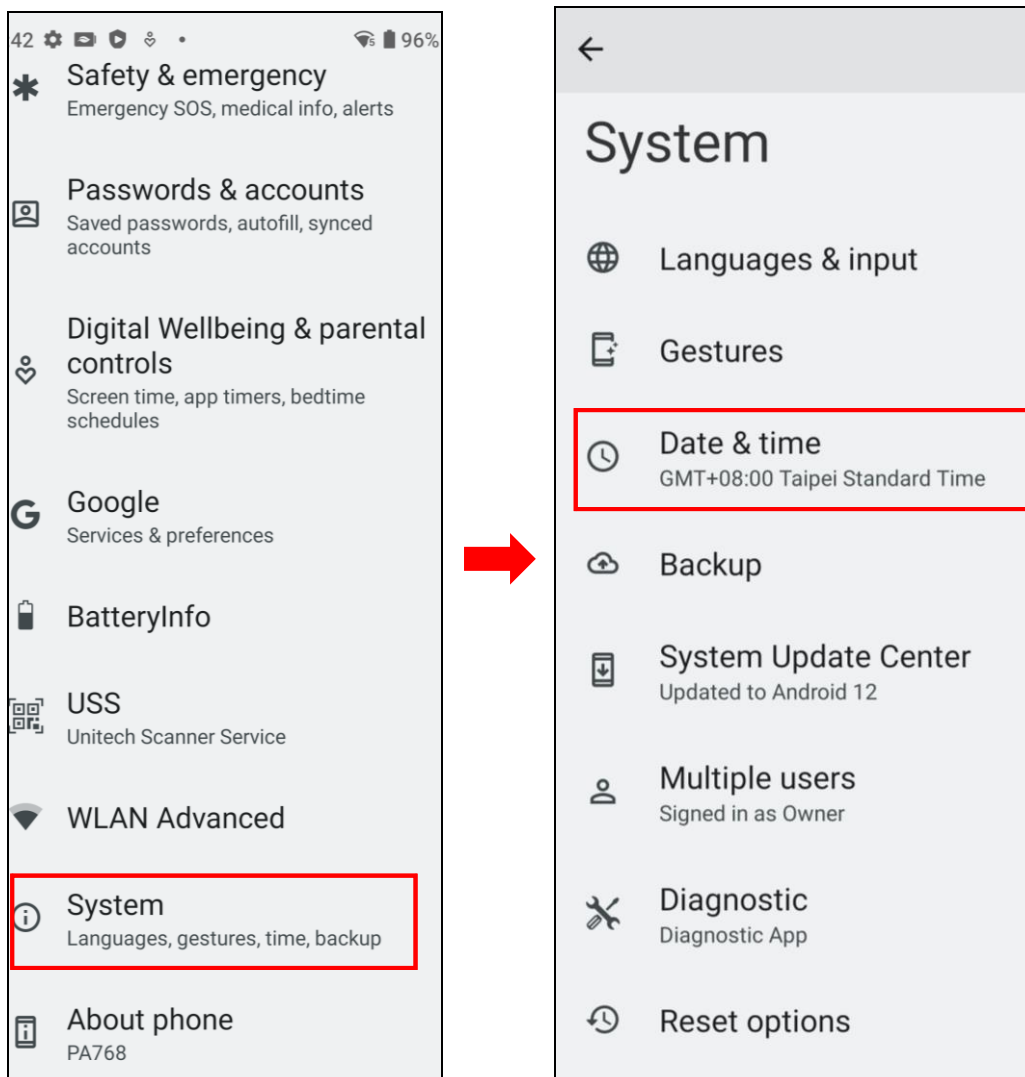 42 96%
Safety & emergency
Emergency SOS, medical info, alerts
Passwords & accounts
Saved passwords, autofill, synced
accounts
Digital Wellbeing & parental
controls
Screen time, app timers, bedtime
schedules
Google
Services & preferences
BatteryInfo
USS
Unitech Scanner Service
WLAN Advanced
System
Languages, gestures, time, backup
About phone
PA768
System
Languages & input
Gestures
Date & time
GMT+08:00 Taipei Standard Time
Backup
System Update Center
Updated to Android 12
Multiple users
Signed in as Owner
Diagnostic
Diagnostic App
Reset options